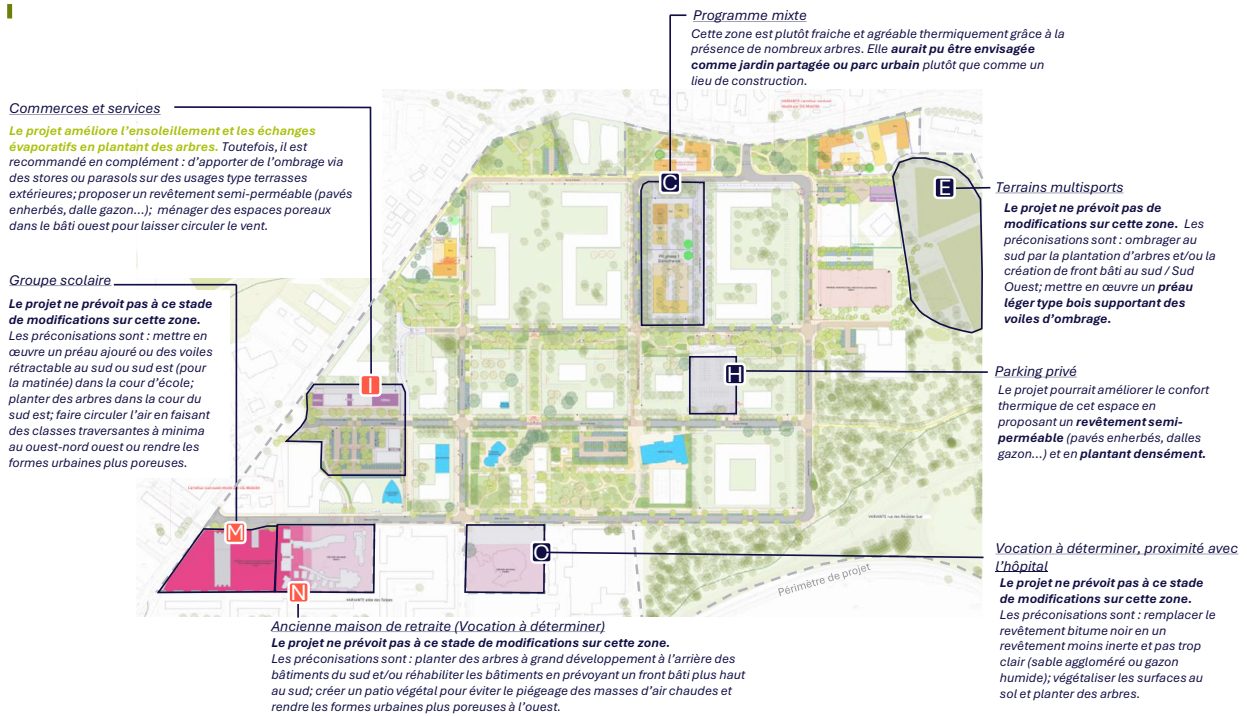 Programme mixte
Cette zone est plutôt fraiche et agréable thermiquement grâce à la
présence de nombreux arbres. Elle aurait pu être envisagée
comme jardin partagée ou parc urbain plutôt que comme un
lieu de construction.
Commerces et services
Le projet améliore l'ensoleillement et les échanges
évaporatifs en plantant des arbres. Toutefois, il est
recommandé en complément : d'apporter de l'ombrage via
des stores ou parasols sur des usages type terrasses
extérieures; proposer un revêtement semi-perméable (pavés
enherbés, dalle gazon...); ménager des espaces poreaux
dans le bâti ouest pour laisser circuler le vent.
Groupe scolaire
Le projet ne prévoit pas à ce stade
de modifications sur cette zone.
Les préconisations sont : mettre en
œuvre un préau ajouré ou des voiles
rétractable au sud ou sud est (pour
la matinée) dans la cour d'école;
planter des arbres dans la cour du
sud est; faire circuler l'air en faisant
des classes traversantes à minima
au ouest-nord ouest ou rendre les
formes urbaines plus poreuses.
C
E
H
I
M
N
O
Terrains multisports
Le projet ne prévoit pas de
modifications sur cette zone. Les
préconisations sont : ombrager au
sud par la plantation d'arbres et/ou la
création de front bâti au sud / Sud
Ouest; mettre en œuvre un préau
léger type bois supportant des
voiles d'ombrage.
Parking privé
Le projet pourrait améliorer le confort
thermique de cet espace en
proposant un revêtement semi-
perméable (pavés enherbés, dalles
gazon...) et en plantant densément.
Périmètre de projet
Vocation à déterminer, proximité avec
l'hôpital
Le projet ne prévoit pas à ce stade
de modifications sur cette zone.
Les préconisations sont : remplacer le
revêtement bitume noir en un
revêtement moins inerte et pas trop
clair (sable aggloméré ou gazon
humide); végétaliser les surfaces au
sol et planter des arbres.
Ancienne maison de retraite (Vocation à déterminer)
Le projet ne prévoit pas à ce stade de modifications sur cette zone.
Les préconisations sont : planter des arbres à grand développement à l'arrière des
bâtiments du sud et/ou réhabiliter les bâtiments en prévoyant un front bâti plus haut
au sud; créer un patio végétal pour éviter le piégeage des masses d'air chaudes et
rendre les formes urbaines plus poreuses à l'ouest.